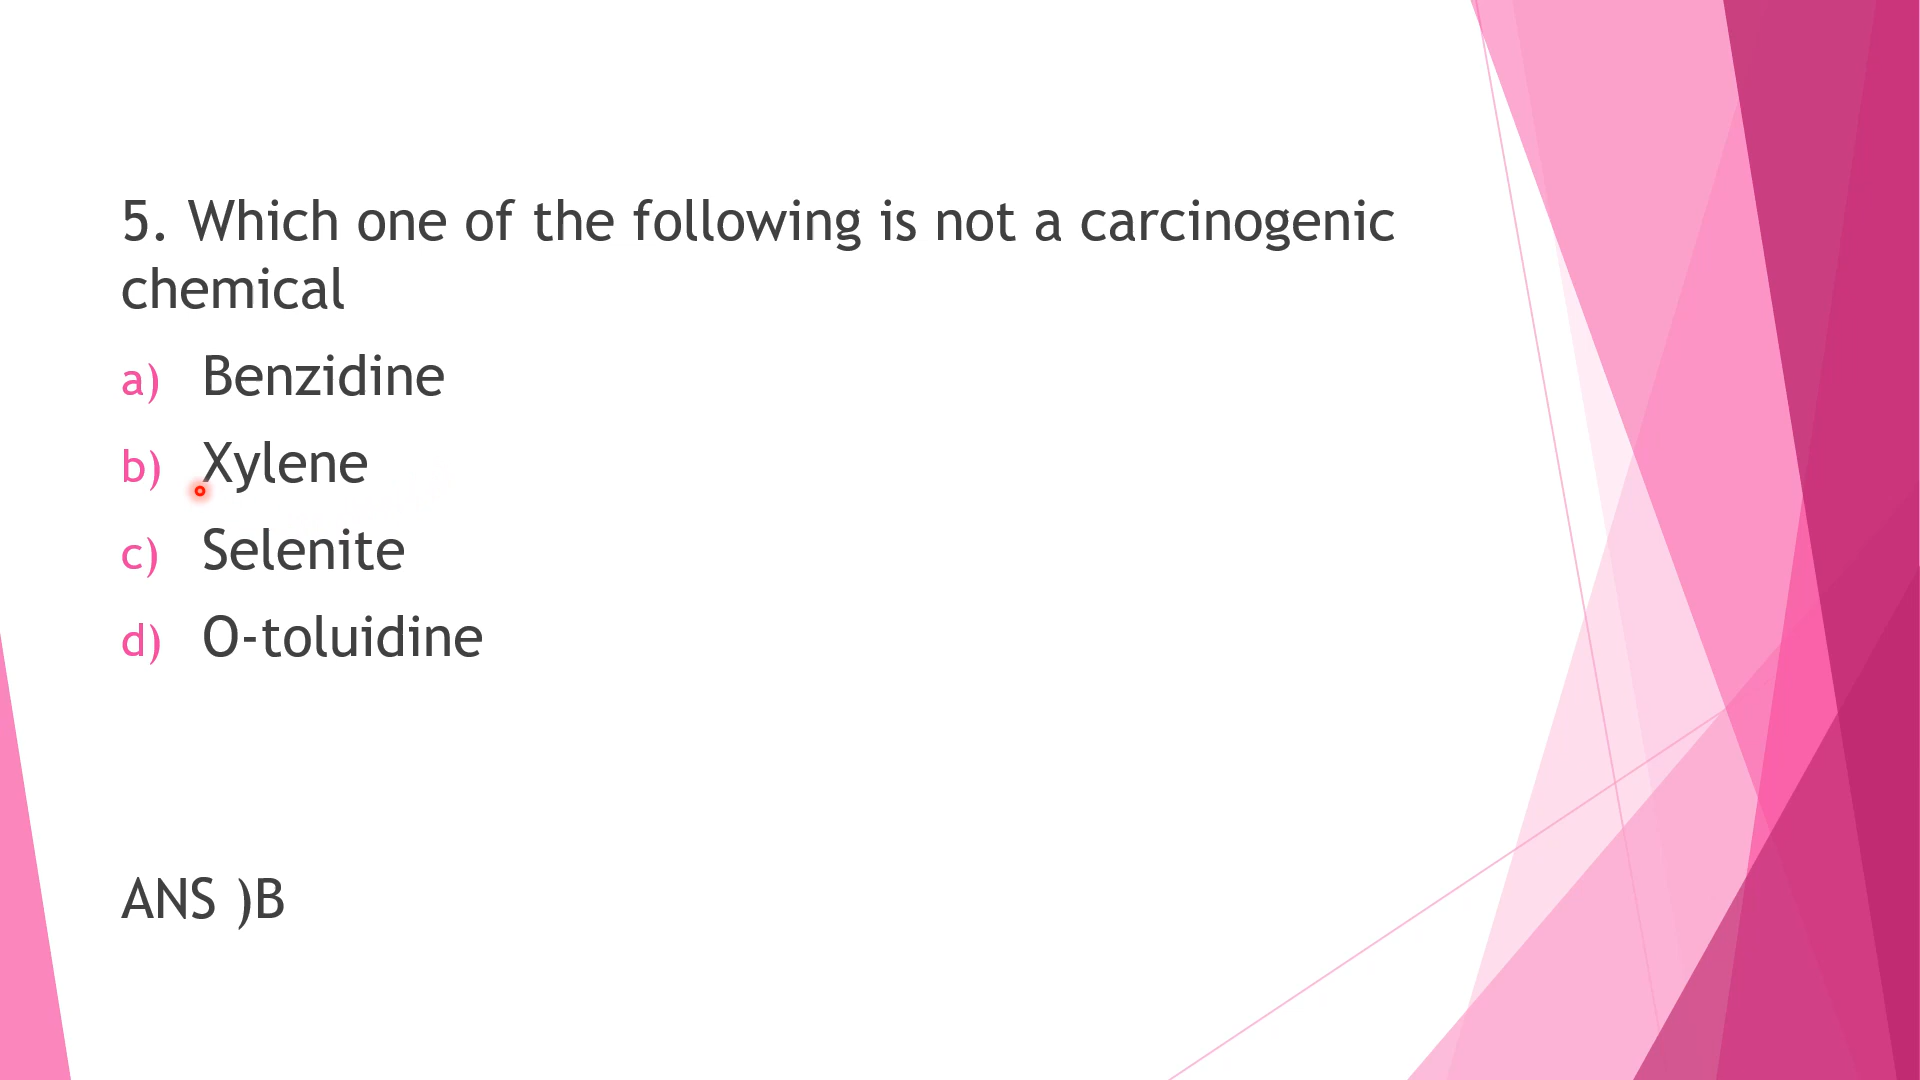 5. Which one of the following is not a carcinogenic
chemical
a) Benzidine
b) Xylene
c) Selenite
d) O-toluidine
ANS )B